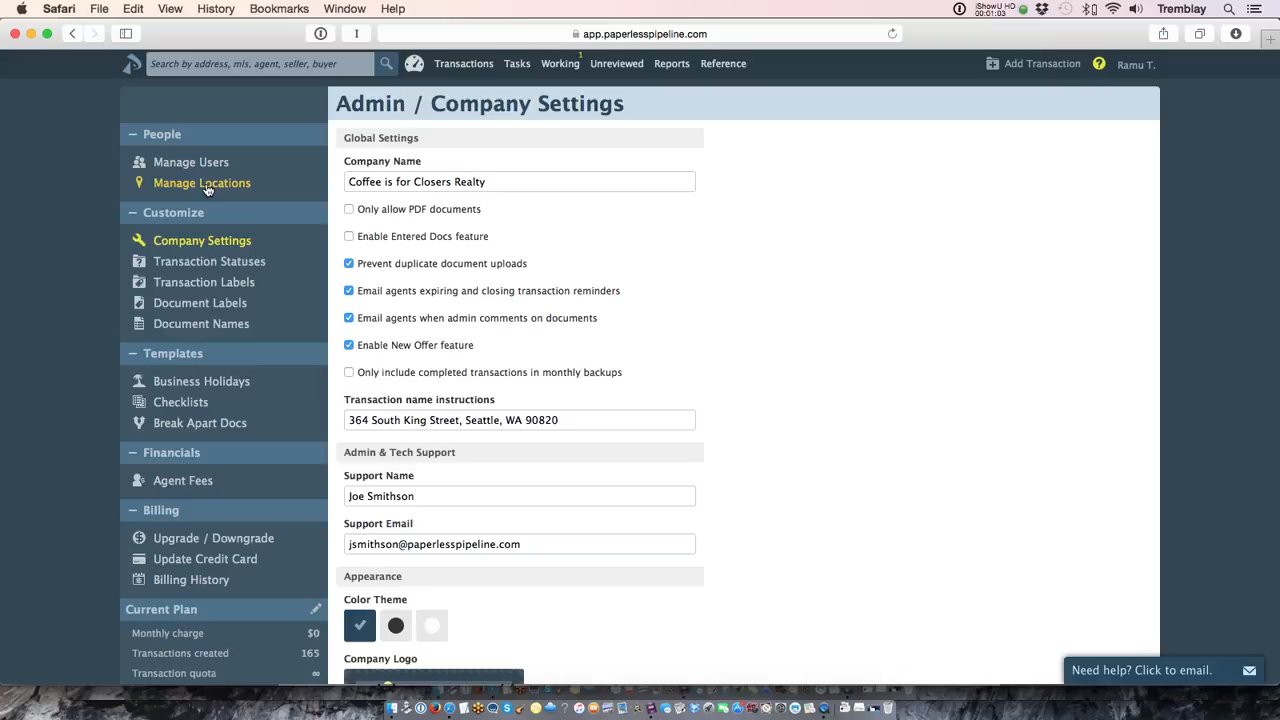 Safari File Edit View History Bookmarks Window Help
iShowU HD
00:01:03
Tremblay
app.paperlesspipeline.com
Search by address, mls, agent, seller, buyer
Transactions Tasks Working 1 Unreviewed Reports Reference
Add Transaction
Ramu T.
People
Manage Users
Manage Locations
Customize
Company Settings
Transaction Statuses
Transaction Labels
Document Labels
Document Names
Templates
Business Holidays
Checklists
Break Apart Docs
Financials
Agent Fees
Billing
Upgrade / Downgrade
Update Credit Card
Billing History
Current Plan
Monthly charge $0
Transactions created 165
Transaction quota ∞
Admin / Company Settings
Global Settings
Company Name
Coffee is for Closers Realty
Only allow PDF documents
Enable Entered Docs feature
Prevent duplicate document uploads
Email agents expiring and closing transaction reminders
Email agents when admin comments on documents
Enable New Offer feature
Only include completed transactions in monthly backups
Transaction name instructions
364 South King Street, Seattle, WA 90820
Admin & Tech Support
Support Name
Joe Smithson
Support Email
jsmithson@paperlesspipeline.com
Appearance
Color Theme
Company Logo
Need help? Click to email.